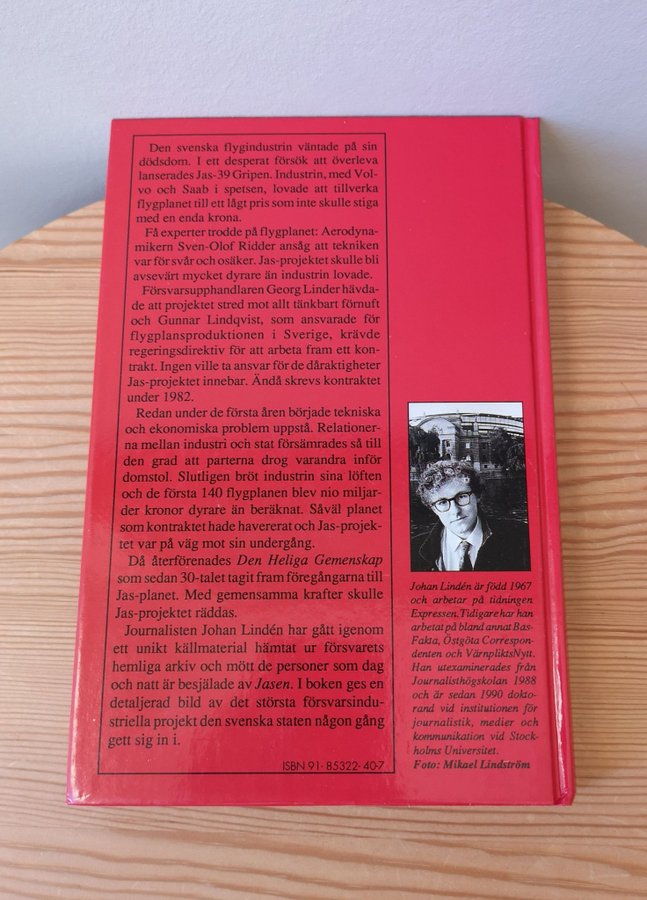 Den svenska flygindustrin väntade på sin
dödsdom. I ett desperat försök att överleva
lanserades Jas-39 Gripen. Industrin, med Vol-
vo och Saab i spetsen, lovade att tillverka
flygplanet till ett lågt pris som inte skulle stiga
med en enda krona.
Få experter trodde på flygplanet: Aerodyna-
mikern Sven-Olof Ridder ansåg att tekniken
var för svår och osäker. Jas-projektet skulle bli
avsevärt mycket dyrare än industrin lovade.
Försvarsupphandlaren Georg Linder hävda-
de att projektet stred mot allt tänkbart förnuft
och Gunnar Lindqvist, som ansvarade för
flygplansproduktionen i Sverige, krävde
regeringsdirektiv för att arbeta fram ett kon-
trakt. Ingen ville ta ansvar för de dåraktigheter
Jas-projektet innebar. Ändå skrevs kontraktet
under 1982.
Redan under de första åren började tekniska
och ekonomiska problem uppstå. Relationer-
na mellan industri och stat försämrades så till
den grad att parterna drog varandra inför
domstol. Slutligen bröt industrin sina löften
och de första 140 flygplanen blev nio miljar-
der kronor dyrare än beräknat. Såväl planet
som kontraktet hade havererat och Jas-projek-
tet var på väg mot sin undergång.
Då återförenades Den Heliga Gemenskap
som sedan 30-talet tagit fram föregångarna till
Jas-planet. Med gemensamma krafter skulle
Jas-projektet räddas.
Journalisten Johan Lindén har gått igenom
ett unikt källmaterial hämtat ur försvarets
hemliga arkiv och mött de personer som dag
och natt är besjälade av Jasen. I boken ges en
detaljerad bild av det största försvarsindu-
striella projekt den svenska staten någon gång
gett sig in i.
ISBN 91-85322-40-7
Johan Lindén är född 1967
och arbetar på tidningen
Expressen. Tidigare har han
arbetat på bland annat Bas-
Fakta, Östgöta Correspon-
denten och VärnpliktsNytt.
Han utexaminerades från
Journalisthögskolan 1988
och är sedan 1990 dokto-
rand vid institutionen för
journalistik, medier och
kommunikation vid Stock-
holms Universitet.
Foto: Mikael Lindström